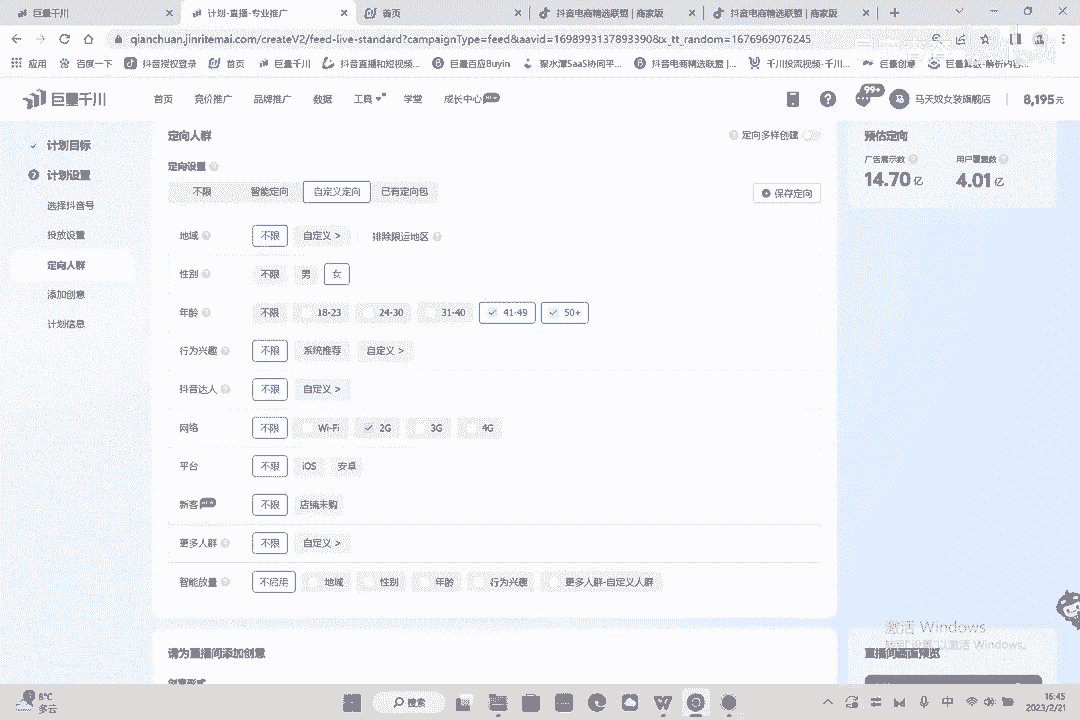 巨量千川 计划-直播-专业推广 首页 抖音电商精选联盟 | 商家版 抖音电商精选联盟 | 商家版
qianchuan.jinritemai.com/createV2/feed-live-standard?campaignType=feed&aavid=1698993137893390&x_tt_random=1676969076245
应用 百度一下 抖音授权登录 首页 巨量千川 抖音直播和短视频... 巨量百应Buyin 聚水潭SaaS协同平... 抖音电商精选联盟 |... 千川投流视频-千川... 巨量创意
巨量千川 首页 竞价推广 品牌推广 数据 工具 学堂 成长中心 99+ 马天奴女装旗舰店 8,195元
计划目标
计划设置
选择抖音号
投放设置
定向人群
添加创意
计划信息
定向人群 定向多样创建
定向设置
不限 智能定向 自定义定向 已有定向包 保存定向
地域 不限 自定义 > 排除限运地区
性别 不限 男 女
年龄 不限 18-23 24-30 31-40 41-49 50+
行为兴趣 不限 系统推荐 自定义 >
抖音达人 不限 自定义 >
网络 不限 Wi-Fi 2G 3G 4G
平台 不限 iOS 安卓
新客 不限 店铺未购
更多人群 不限 自定义 >
智能放量 不启用 地域 性别 年龄 行为兴趣 更多人群-自定义人群
请为直播间添加创意
创意形式
预估定向
广告展示数 用户覆盖数
14.70 亿 4.01 亿
激活 Windows
转到"设置"以激活 Windows。
直播间画面预览
8°C
多云
搜索
中
16:45
2023/2/21